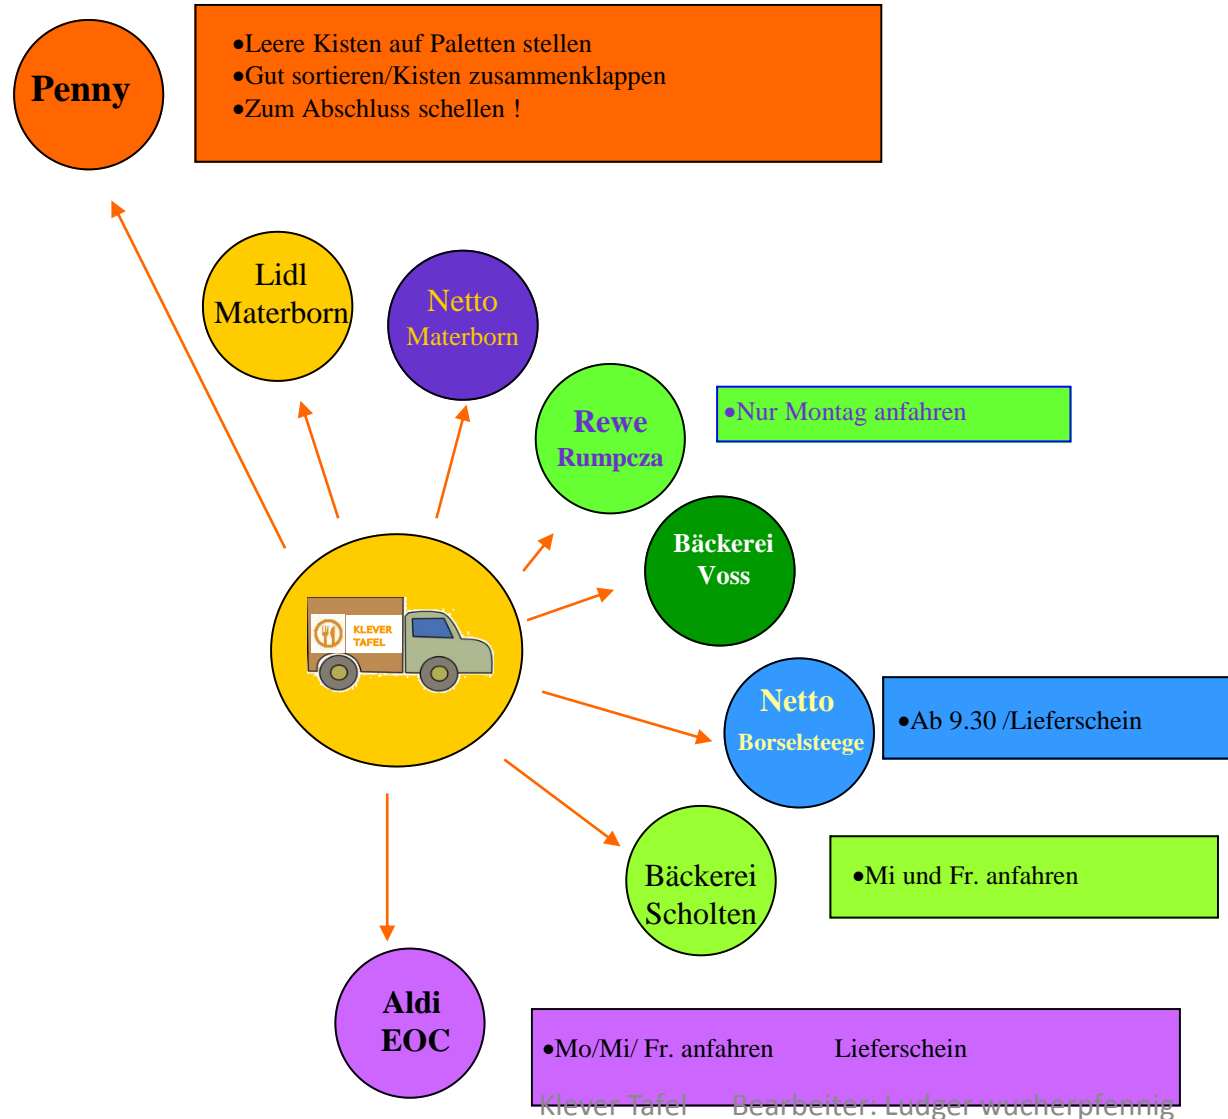 Penny
•Leere Kisten auf Paletten stellen
•Gut sortieren/Kisten zusammenklappen
•Zum Abschluss schellen !
Lidl
Materborn
Netto
Materborn
Rewe
Rumpcza
•Nur Montag anfahren
Bäckerei
Voss
KLEVER
TAFEL
Netto
Borselsteege
•Ab 9.30 /Lieferschein
Bäckerei
Scholten
•Mi und Fr. anfahren
Aldi
EOC
•Mo/Mi/ Fr. anfahren Lieferschein
Klever Tafel Bearbeiter: Ludger wucherpfennig